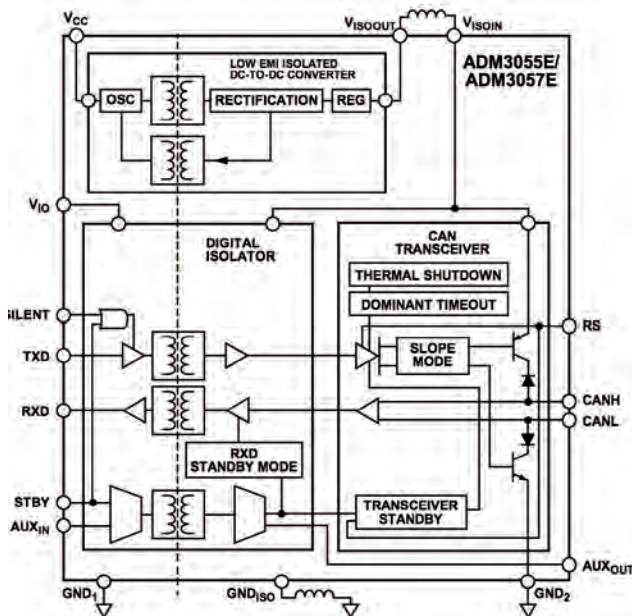 VCC
VISOOUT
VISOIN
ADM3055E/
ADM3057E
LOW EMI ISOLATED
DC-TO-DC CONVERTER
OSC
RECTIFICATION
REG
VIO
DIGITAL
ISOLATOR
CAN
TRANSCEIVER
THERMAL SHUTDOWN
DOMINANT TIMEOUT
SILENT
RS
TXD
SLOPE
MODE
RXD
CANH
CANL
RXD
STANDBY MODE
STBY
AUXIN
TRANSCEIVER
STANDBY
AUXOUT
GND1
GNDISO
GND2